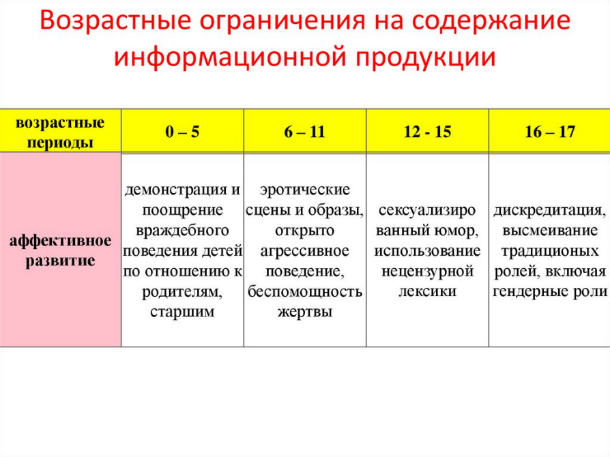 Возрастные ограничения на содержание
информационной продукции
возрастные
периоды
0 – 5
6 – 11
12 - 15
16 – 17
аффективное
развитие
демонстрация и
поощрение
враждебного
поведения детей
по отношению к
родителям,
старшим
эротические
сцены и образы,
открыто
агрессивное
поведение,
беспомощность
жертвы
сексуализиро
ванный юмор,
использование
нецензурной
лексики
дискредитация,
высмеивание
традиционых
ролей, включая
гендерные роли